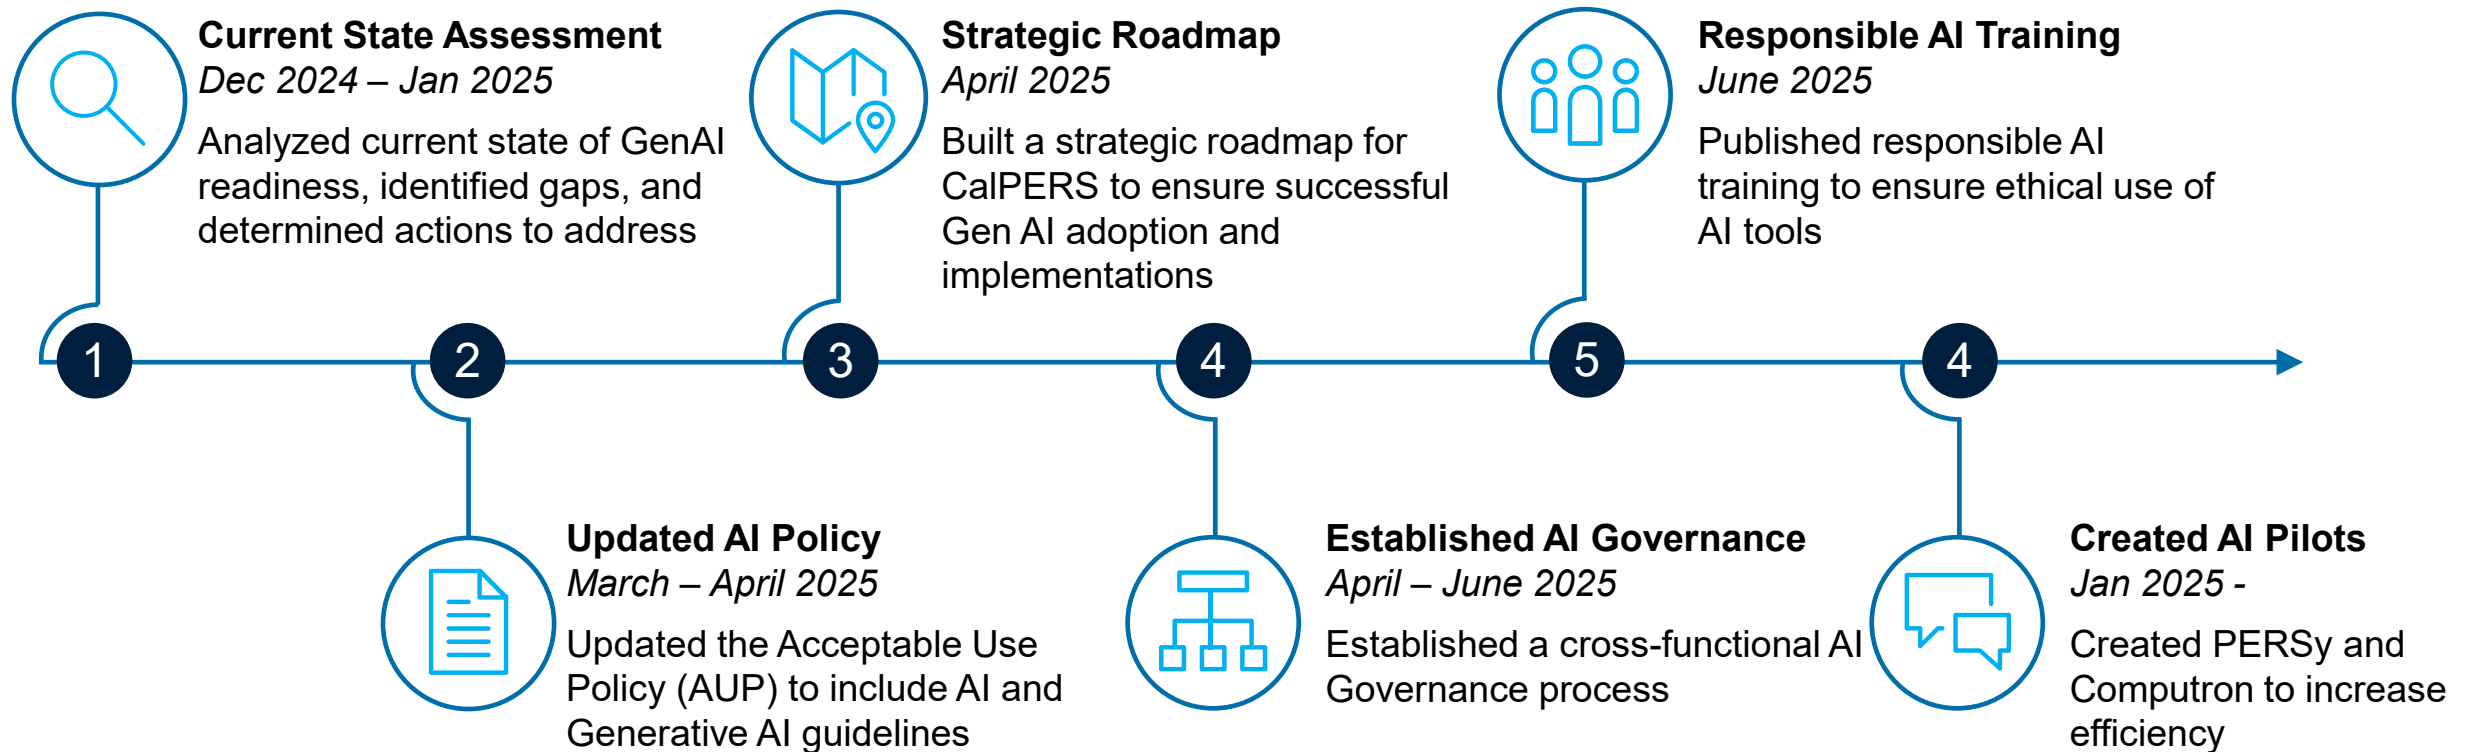 Current State Assessment
Dec 2024 – Jan 2025
Analyzed current state of GenAI
readiness, identified gaps, and
determined actions to address
Strategic Roadmap
April 2025
Built a strategic roadmap for
CalPERS to ensure successful
Gen AI adoption and
implementations
Responsible AI Training
June 2025
Published responsible AI
training to ensure ethical use of
AI tools
1
2
3
4
5
4
Updated AI Policy
March – April 2025
Updated the Acceptable Use
Policy (AUP) to include AI and
Generative AI guidelines
Established AI Governance
April – June 2025
Established a cross-functional AI
Governance process
Created AI Pilots
Jan 2025 -
Created PERSy and
Computron to increase
efficiency